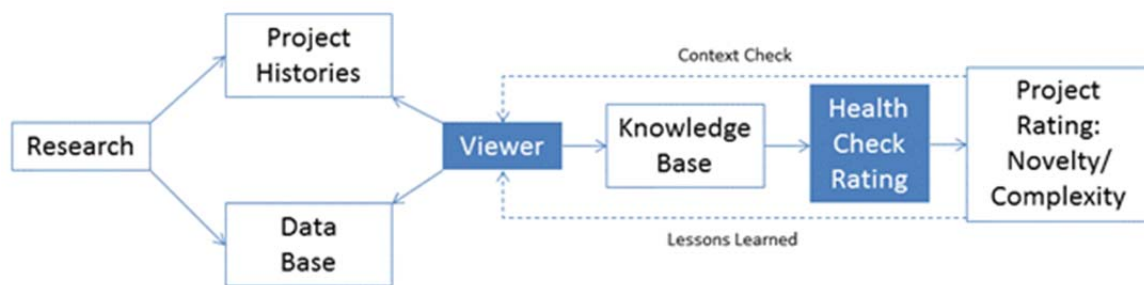 Project
Histories
Context Check
Research
Viewer
Knowledge
Base
Health
Check
Rating
Project
Rating:
Novelty/
Complexity
Data
Base
Lessons Learned